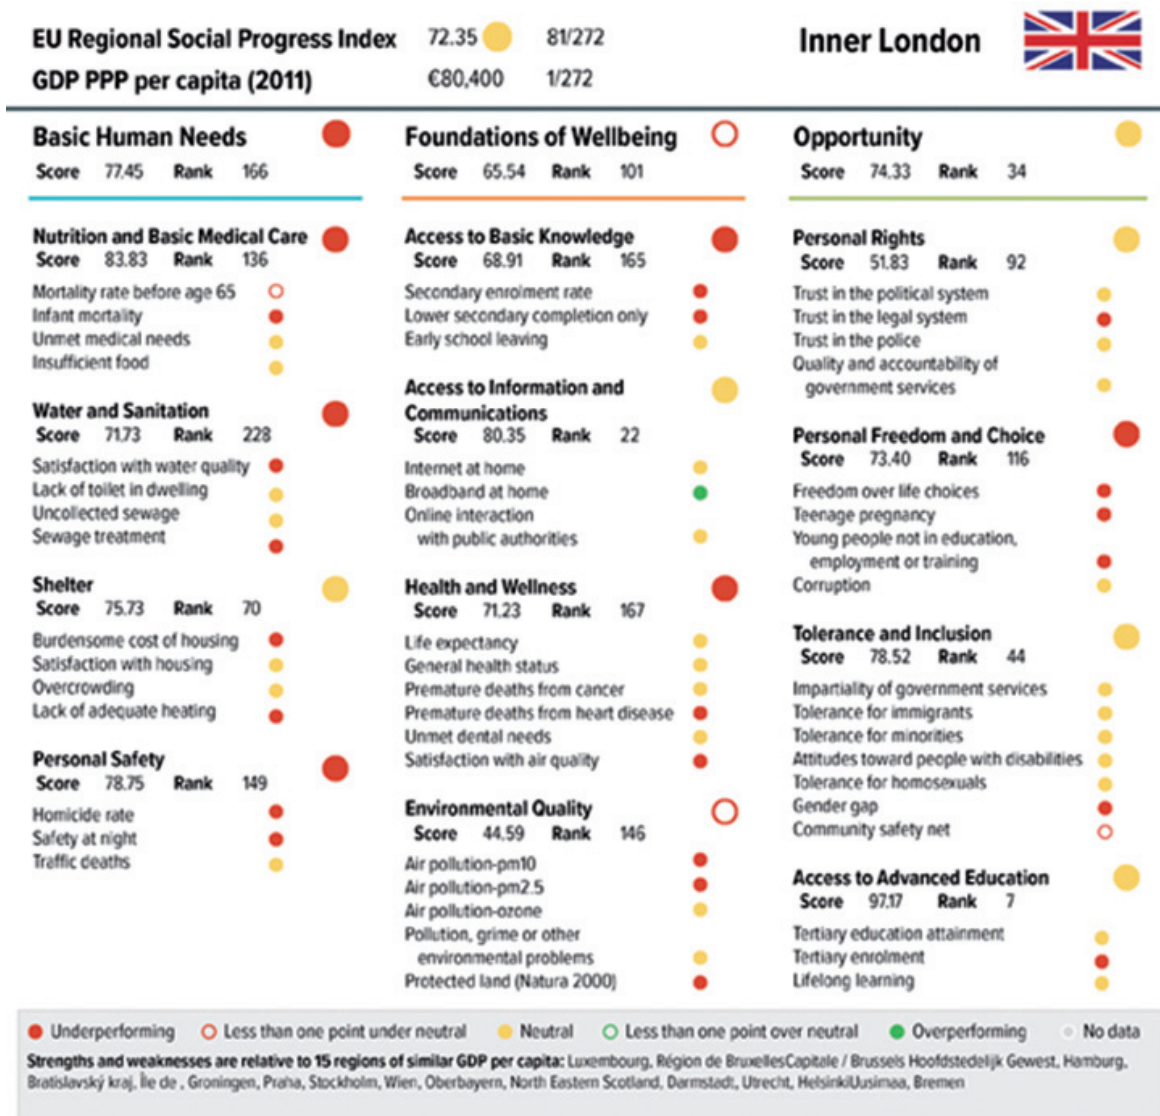 EU Regional Social Progress Index 72.35 81/272
GDP PPP per capita (2011) €80,400 1/272
Inner London
Basic Human Needs
Score 77.45 Rank 166
Nutrition and Basic Medical Care
Score 83.83 Rank 136
Mortality rate before age 65
Infant mortality
Unmet medical needs
Insufficient food
Water and Sanitation
Score 71.73 Rank 228
Satisfaction with water quality
Lack of toilet in dwelling
Uncollected sewage
Sewage treatment
Shelter
Score 75.73 Rank 70
Burdensome cost of housing
Satisfaction with housing
Overcrowding
Lack of adequate heating
Personal Safety
Score 78.75 Rank 149
Homicide rate
Safety at night
Traffic deaths
Foundations of Wellbeing
Score 65.54 Rank 101
Access to Basic Knowledge
Score 68.91 Rank 165
Secondary enrolment rate
Lower secondary completion only
Early school leaving
Access to Information and
Communications
Score 80.35 Rank 22
Internet at home
Broadband at home
Online interaction
with public authorities
Health and Wellness
Score 71.23 Rank 167
Life expectancy
General health status
Premature deaths from cancer
Premature deaths from heart disease
Unmet dental needs
Satisfaction with air quality
Environmental Quality
Score 44.59 Rank 146
Air pollution-pm10
Air pollution-pm2.5
Air pollution-ozone
Pollution, grime or other
environmental problems
Protected land (Natura 2000)
Opportunity
Score 74.33 Rank 34
Personal Rights
Score 51.83 Rank 92
Trust in the political system
Trust in the legal system
Trust in the police
Quality and accountability of
government services
Personal Freedom and Choice
Score 73.40 Rank 116
Freedom over life choices
Teenage pregnancy
Young people not in education,
employment or training
Corruption
Tolerance and Inclusion
Score 78.52 Rank 44
Impartiality of government services
Tolerance for immigrants
Tolerance for minorities
Attitudes toward people with disabilities
Tolerance for homosexuals
Gender gap
Community safety net
Access to Advanced Education
Score 97.17 Rank 7
Tertiary education attainment
Tertiary enrolment
Lifelong learning
Underperforming Less than one point under neutral Neutral Less than one point over neutral Overperforming No data
Strengths and weaknesses are relative to 15 regions of similar GDP per capita: Luxembourg, Région de BruxellesCapitale / Brussels Hoofdstedelijk Gewest, Hamburg,
Bratislavský kraj, Île de , Groningen, Praha, Stockholm, Wien, Oberbayern, North Eastern Scotland, Darmstadt, Utrecht, HelsinkiUusimaa, Bremen